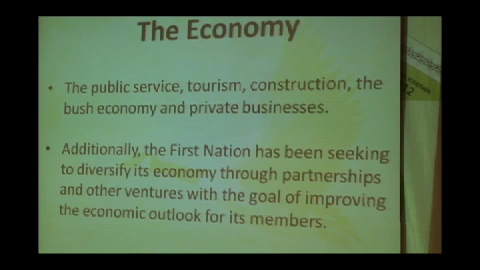 The Economy
• The public service, tourism, construction, the
bush economy and private businesses.
• Additionally, the First Nation has been seeking
to diversify its economy through partnerships
and other ventures with the goal of improving
the economic outlook for its members.
12